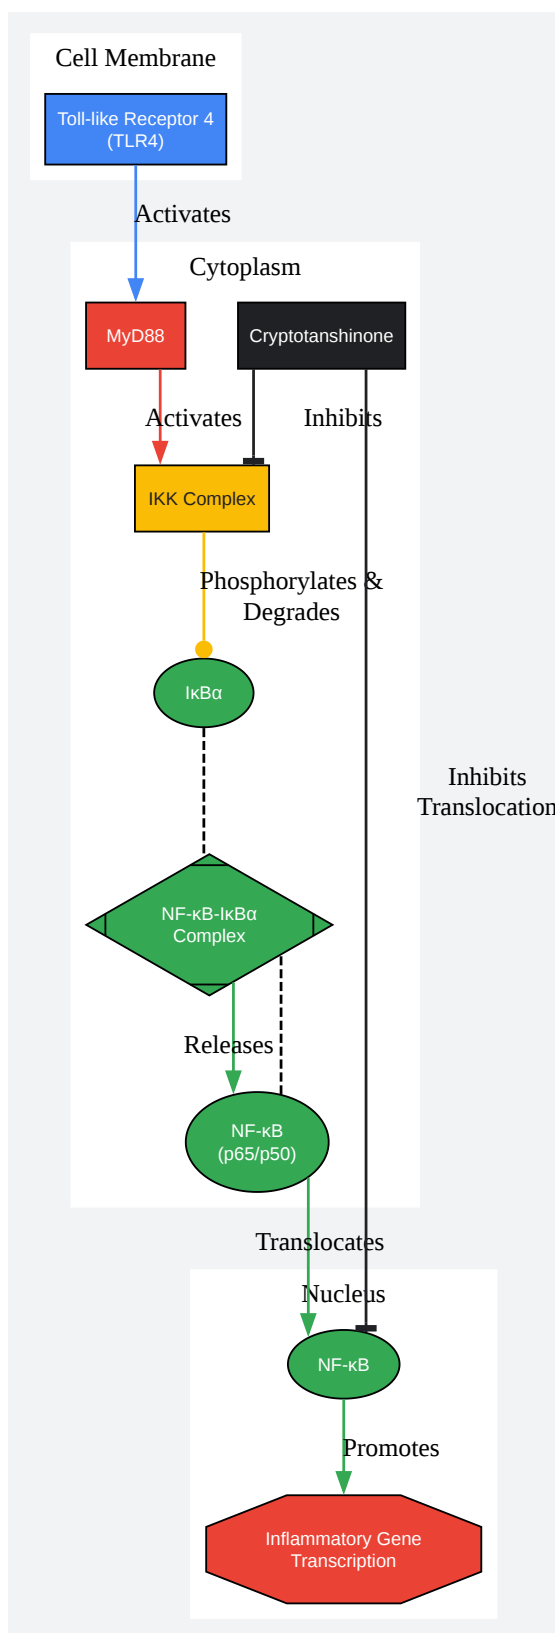 Cell Membrane
Toll-like Receptor 4
(TLR4)
Activates
Cytoplasm
MyD88
Cryptotanshinone
Activates
Inhibits
IKK Complex
Phosphorylates &
Degrades
IκBα
Inhibits
Translocation
NF-κB-IκBα
Complex
Releases
NF-κB
(p65/p50)
Translocates
Nucleus
NF-κB
Promotes
Inflammatory Gene
Transcription